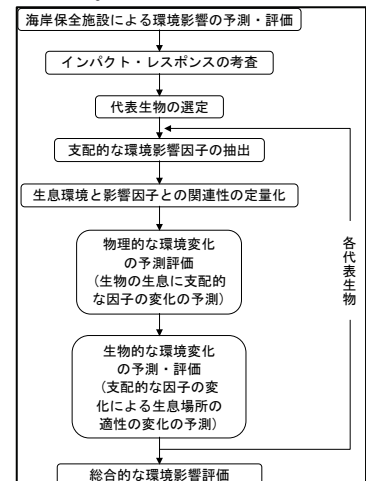 海岸保全施設による環境影響の予測・評価
インパクト・レスポンスの考査
代表生物の選定
支配的な環境影響因子の抽出
生息環境と影響因子との関連性の定量化
物理的な環境変化
の予測評価
(生物の生息に支配的
な因子の変化の予測)
各代表生物
生物的な環境変化
の予測・評価
(支配的な因子の変
化による生息場所の
適性の変化の予測)
総合的な環境影響評価